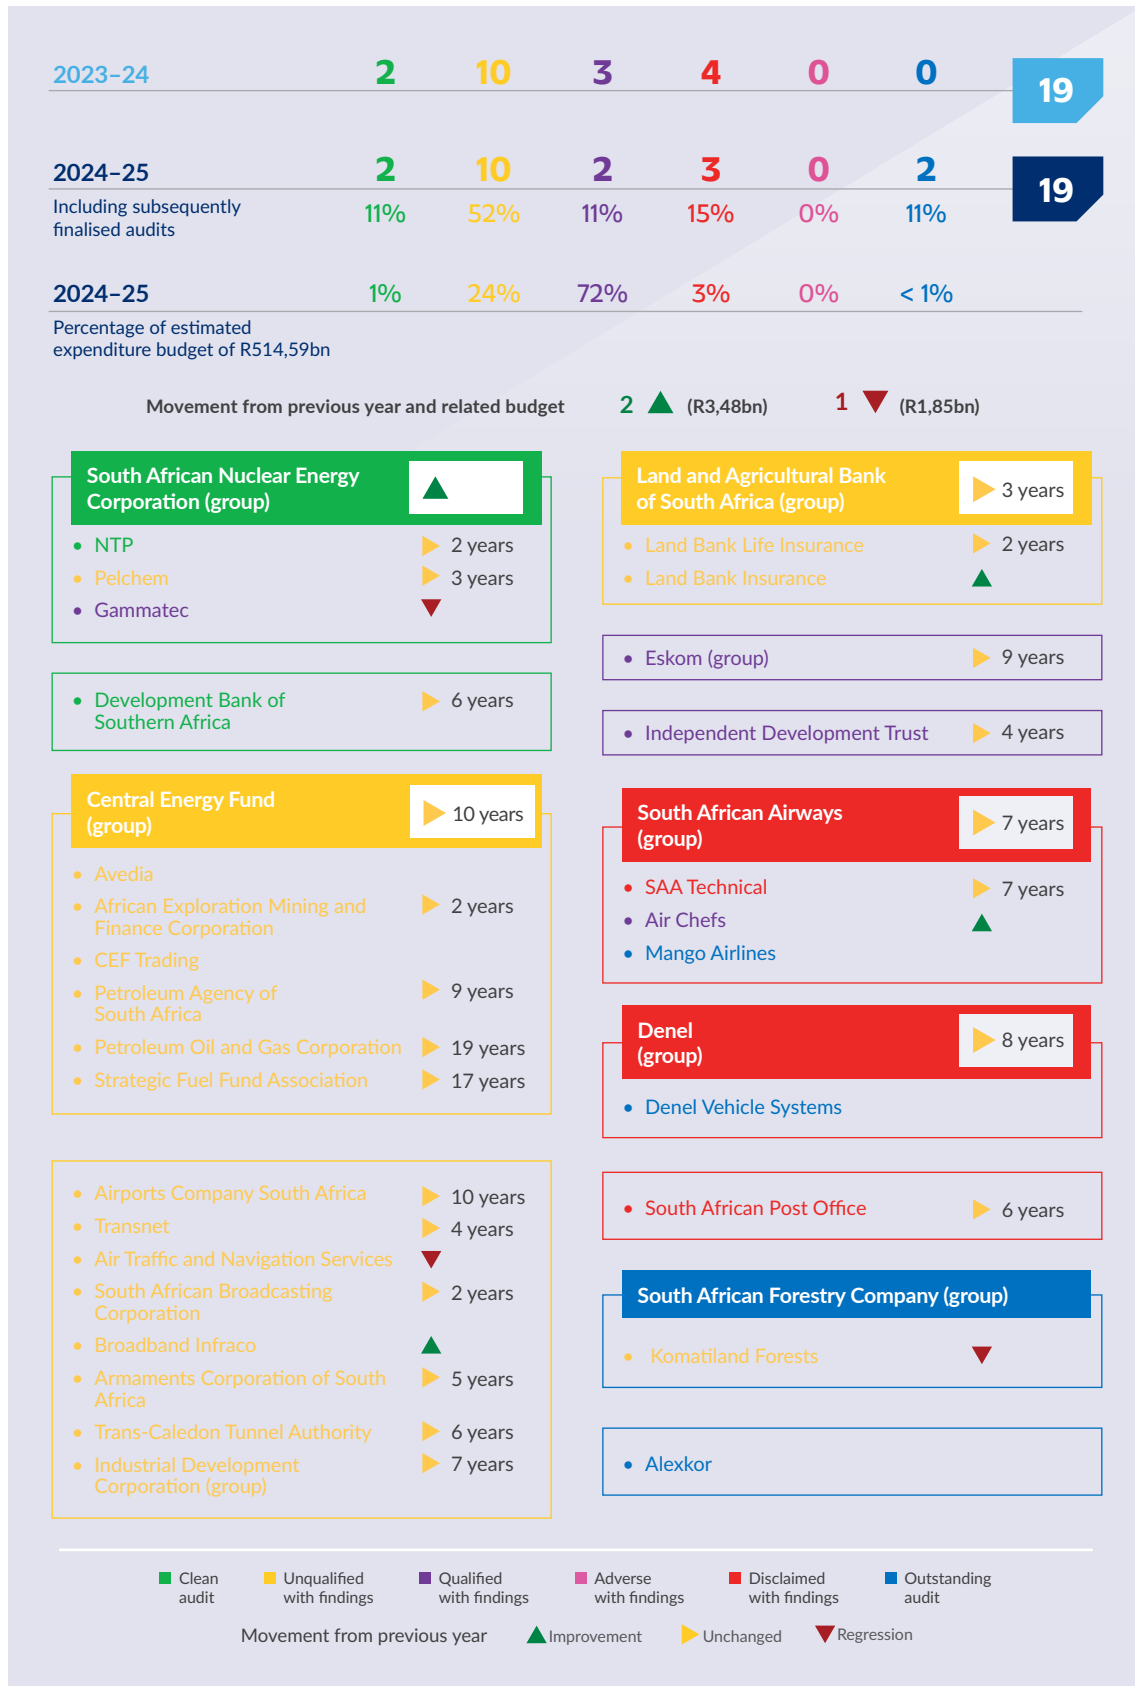 2023–24 2 10 3 4 0 0 19
2024–25 2 10 2 3 0 2 19
Including subsequently 11% 52% 11% 15% 0% 11%
finalised audits
2024–25 1% 24% 72% 3% 0% < 1%
Percentage of estimated
expenditure budget of R514,59bn
Movement from previous year and related budget 2 (R3,48bn) 1 (R1,85bn)
South African Nuclear Energy
Corporation (group)
• NTP 2 years
• Pelchem 3 years
• Gammatec
• Development Bank of 6 years
Southern Africa
Central Energy Fund
(group) 10 years
• Avedia
• African Exploration Mining and 2 years
Finance Corporation
• CEF Trading
• Petroleum Agency of 9 years
South Africa
• Petroleum Oil and Gas Corporation 19 years
• Strategic Fuel Fund Association 17 years
• Airports Company South Africa 10 years
• Transnet 4 years
• Air Traffic and Navigation Services
• South African Broadcasting 2 years
Corporation
• Broadband Infraco
• Armaments Corporation of South 5 years
Africa
• Trans-Caledon Tunnel Authority 6 years
• Industrial Development 7 years
Corporation (group)
Land and Agricultural Bank
of South Africa (group) 3 years
• Land Bank Life Insurance 2 years
• Land Bank Insurance
• Eskom (group) 9 years
• Independent Development Trust 4 years
South African Airways
(group) 7 years
• SAA Technical 7 years
• Air Chefs
• Mango Airlines
Denel
(group) 8 years
• Denel Vehicle Systems
• South African Post Office 6 years
South African Forestry Company (group)
• Komatiland Forests
• Alexkor
Clean Unqualified Qualified Adverse Disclaimed Outstanding
audit with findings with findings with findings with findings audit
Movement from previous year Improvement Unchanged Regression